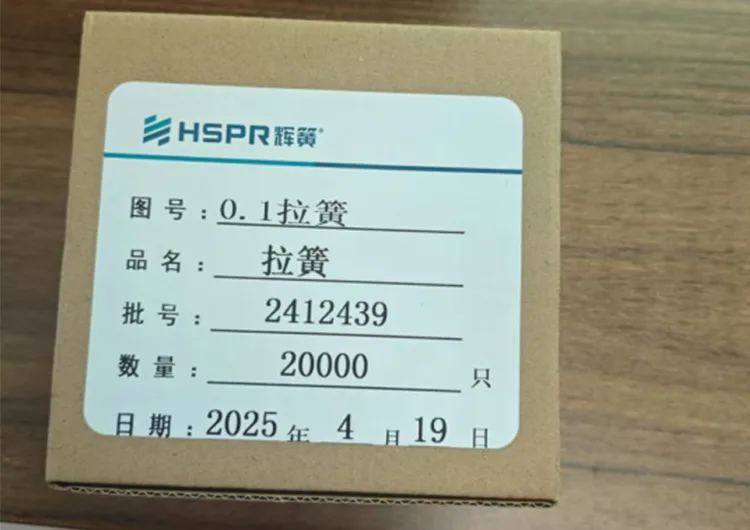 HSPR辉簧®
图号:0.1拉簧
品名:拉簧
批号:2412439
数量:20000只
日期:2025年4月19日